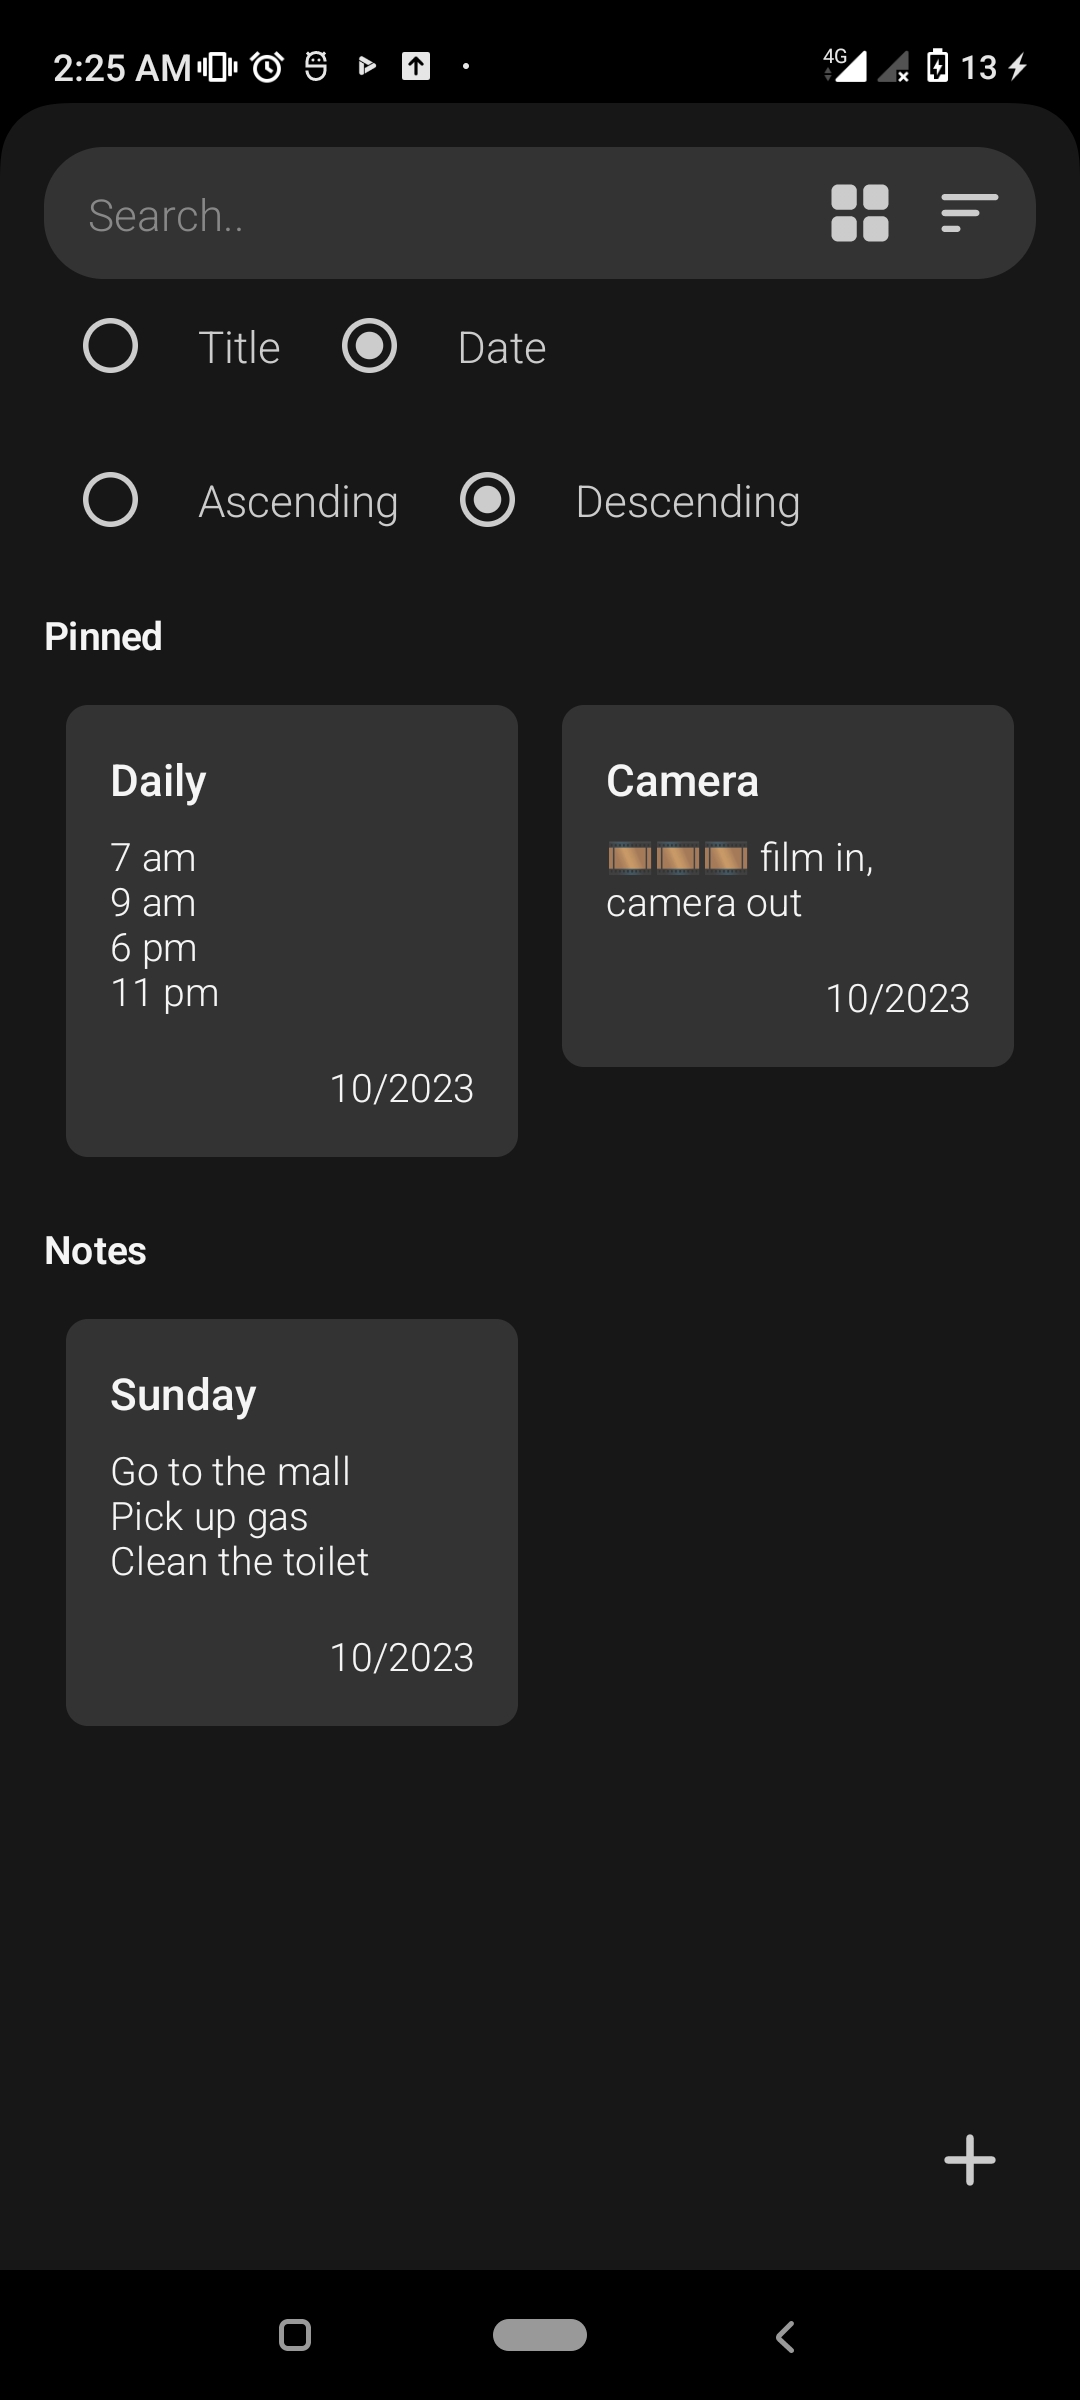 2:25 AM 4G 13
Search..
Title Date
Ascending Descending
Pinned
Daily
7 am
9 am
6 pm
11 pm
10/2023
Camera
🎞️🎞️🎞️ film in,
camera out
10/2023
Notes
Sunday
Go to the mall
Pick up gas
Clean the toilet
10/2023